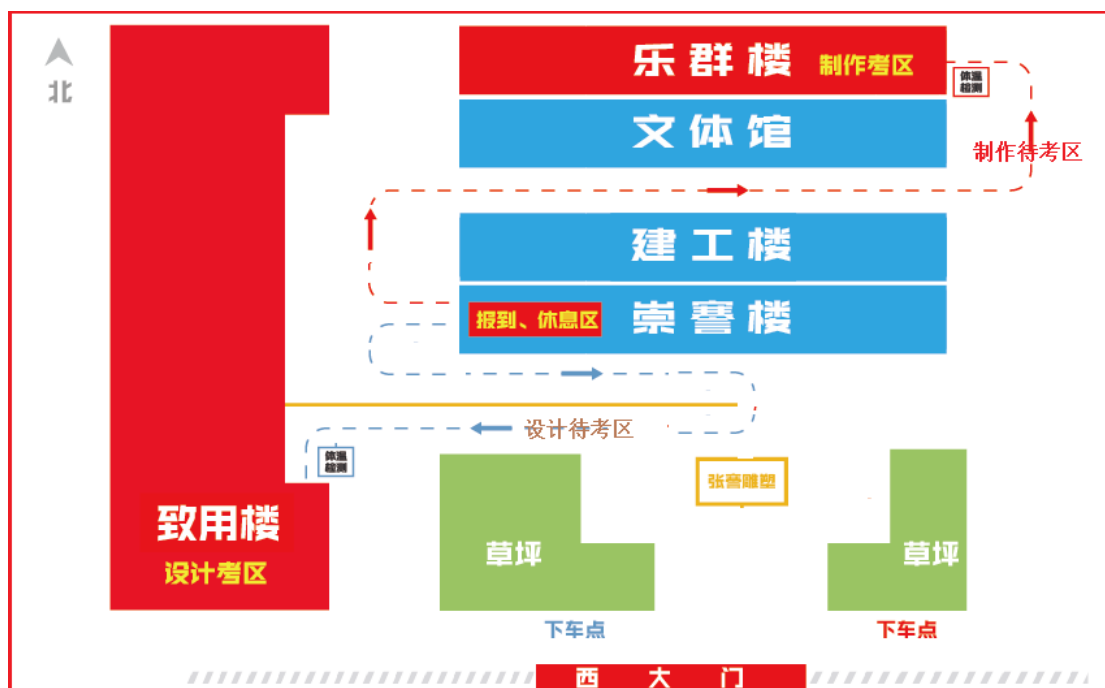 北
乐群楼 制作考区
体温
检测
文体馆
制作待考区
建工楼
报到、休息区 崇謇楼
设计待考区
体温
检测
张謇雕塑
致用楼
设计考区
草坪
草坪
下车点
下车点
西大门